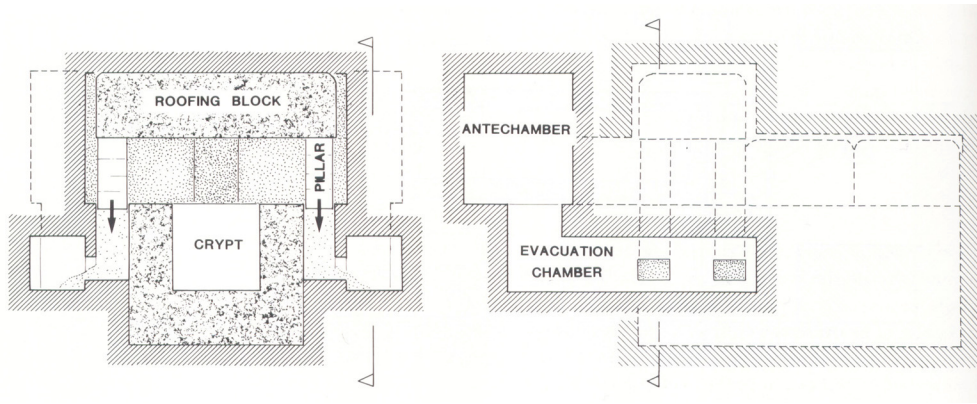 ROOFING BLOCK
PILLAR
CRYPT
ANTECHAMBER
EVACUATION
CHAMBER